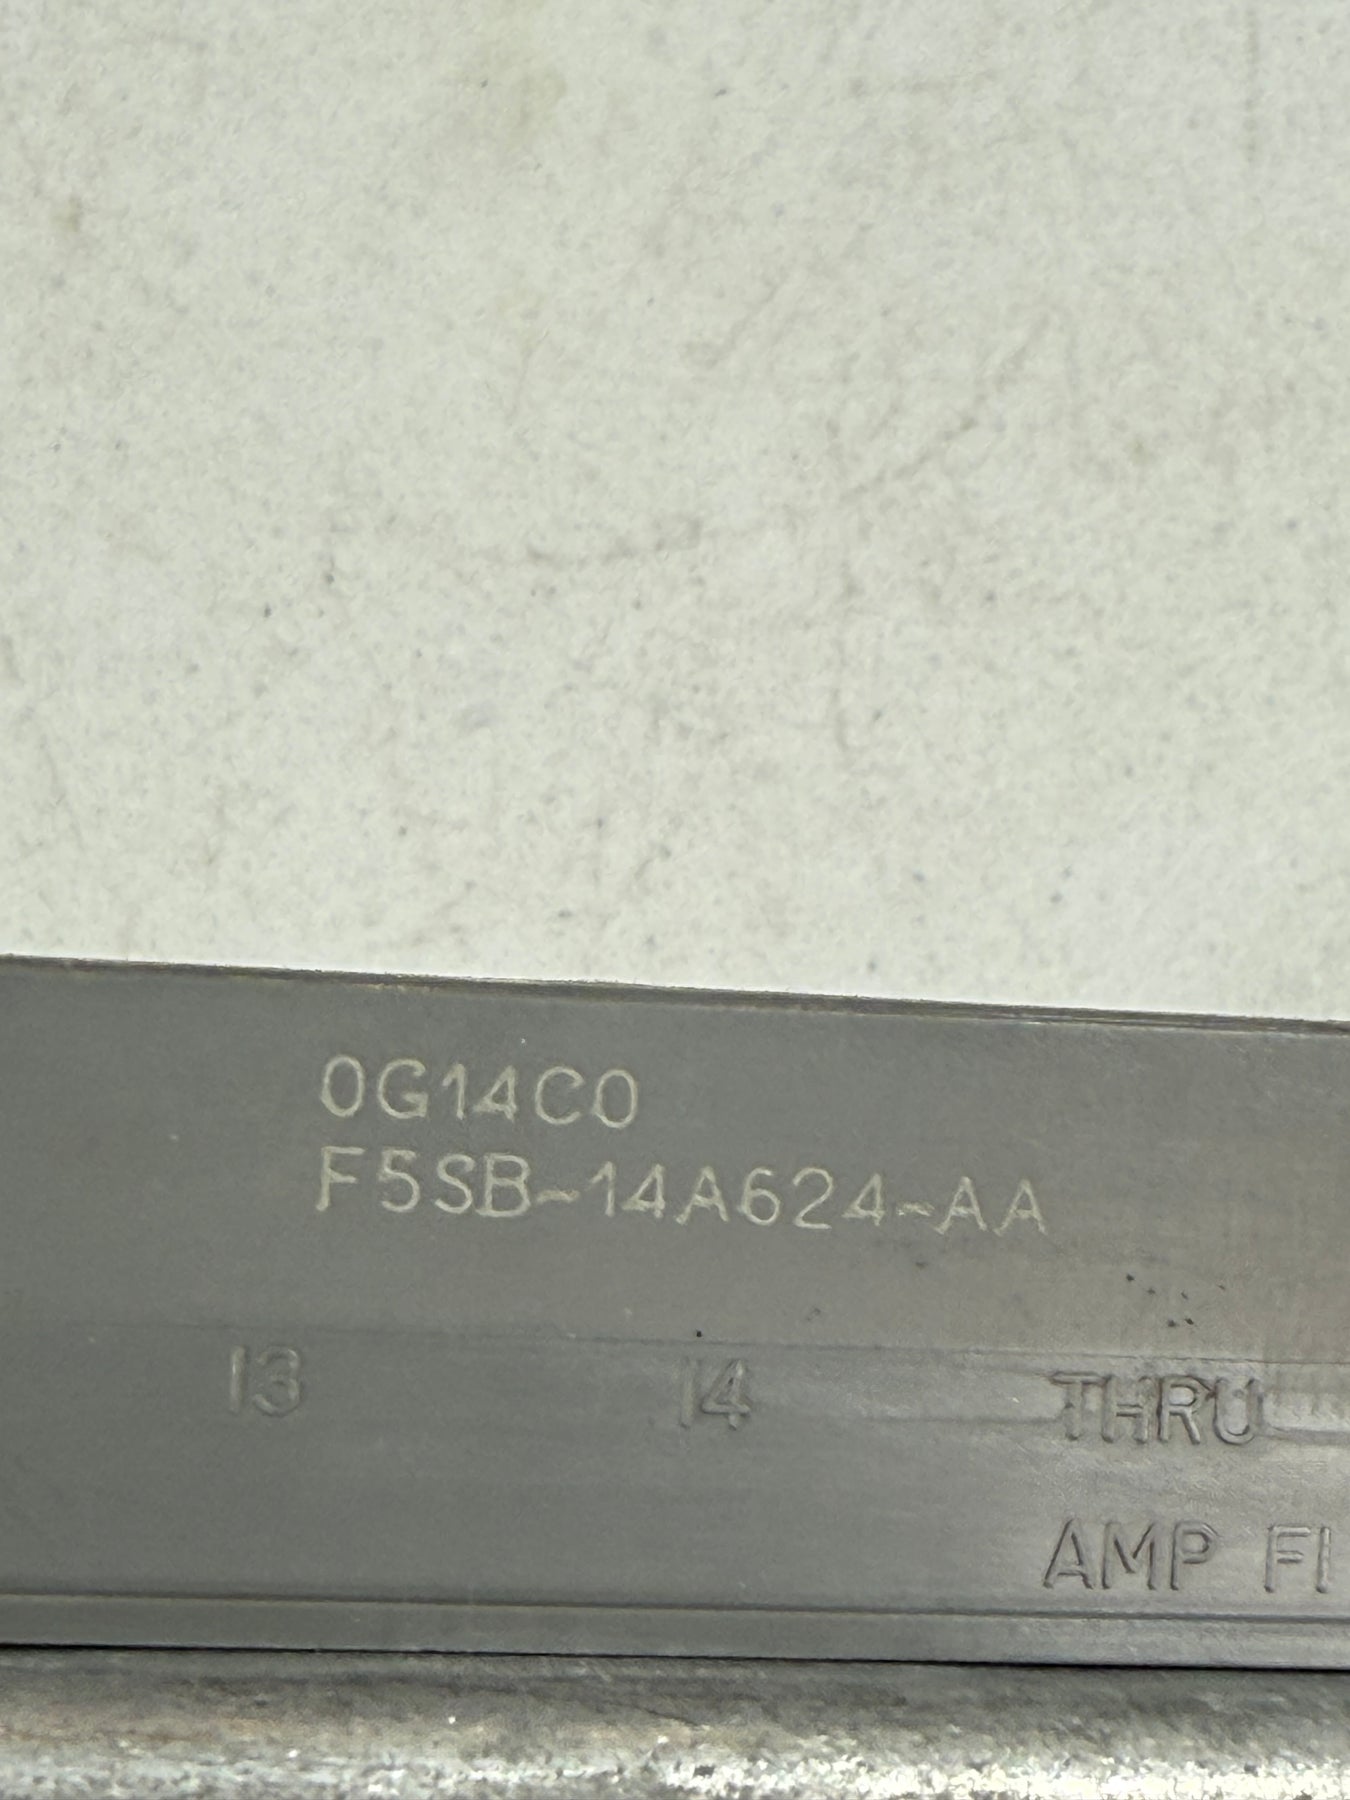 0G14C0
F5SB-14A624-AA
13 14 THRU
AMP FI